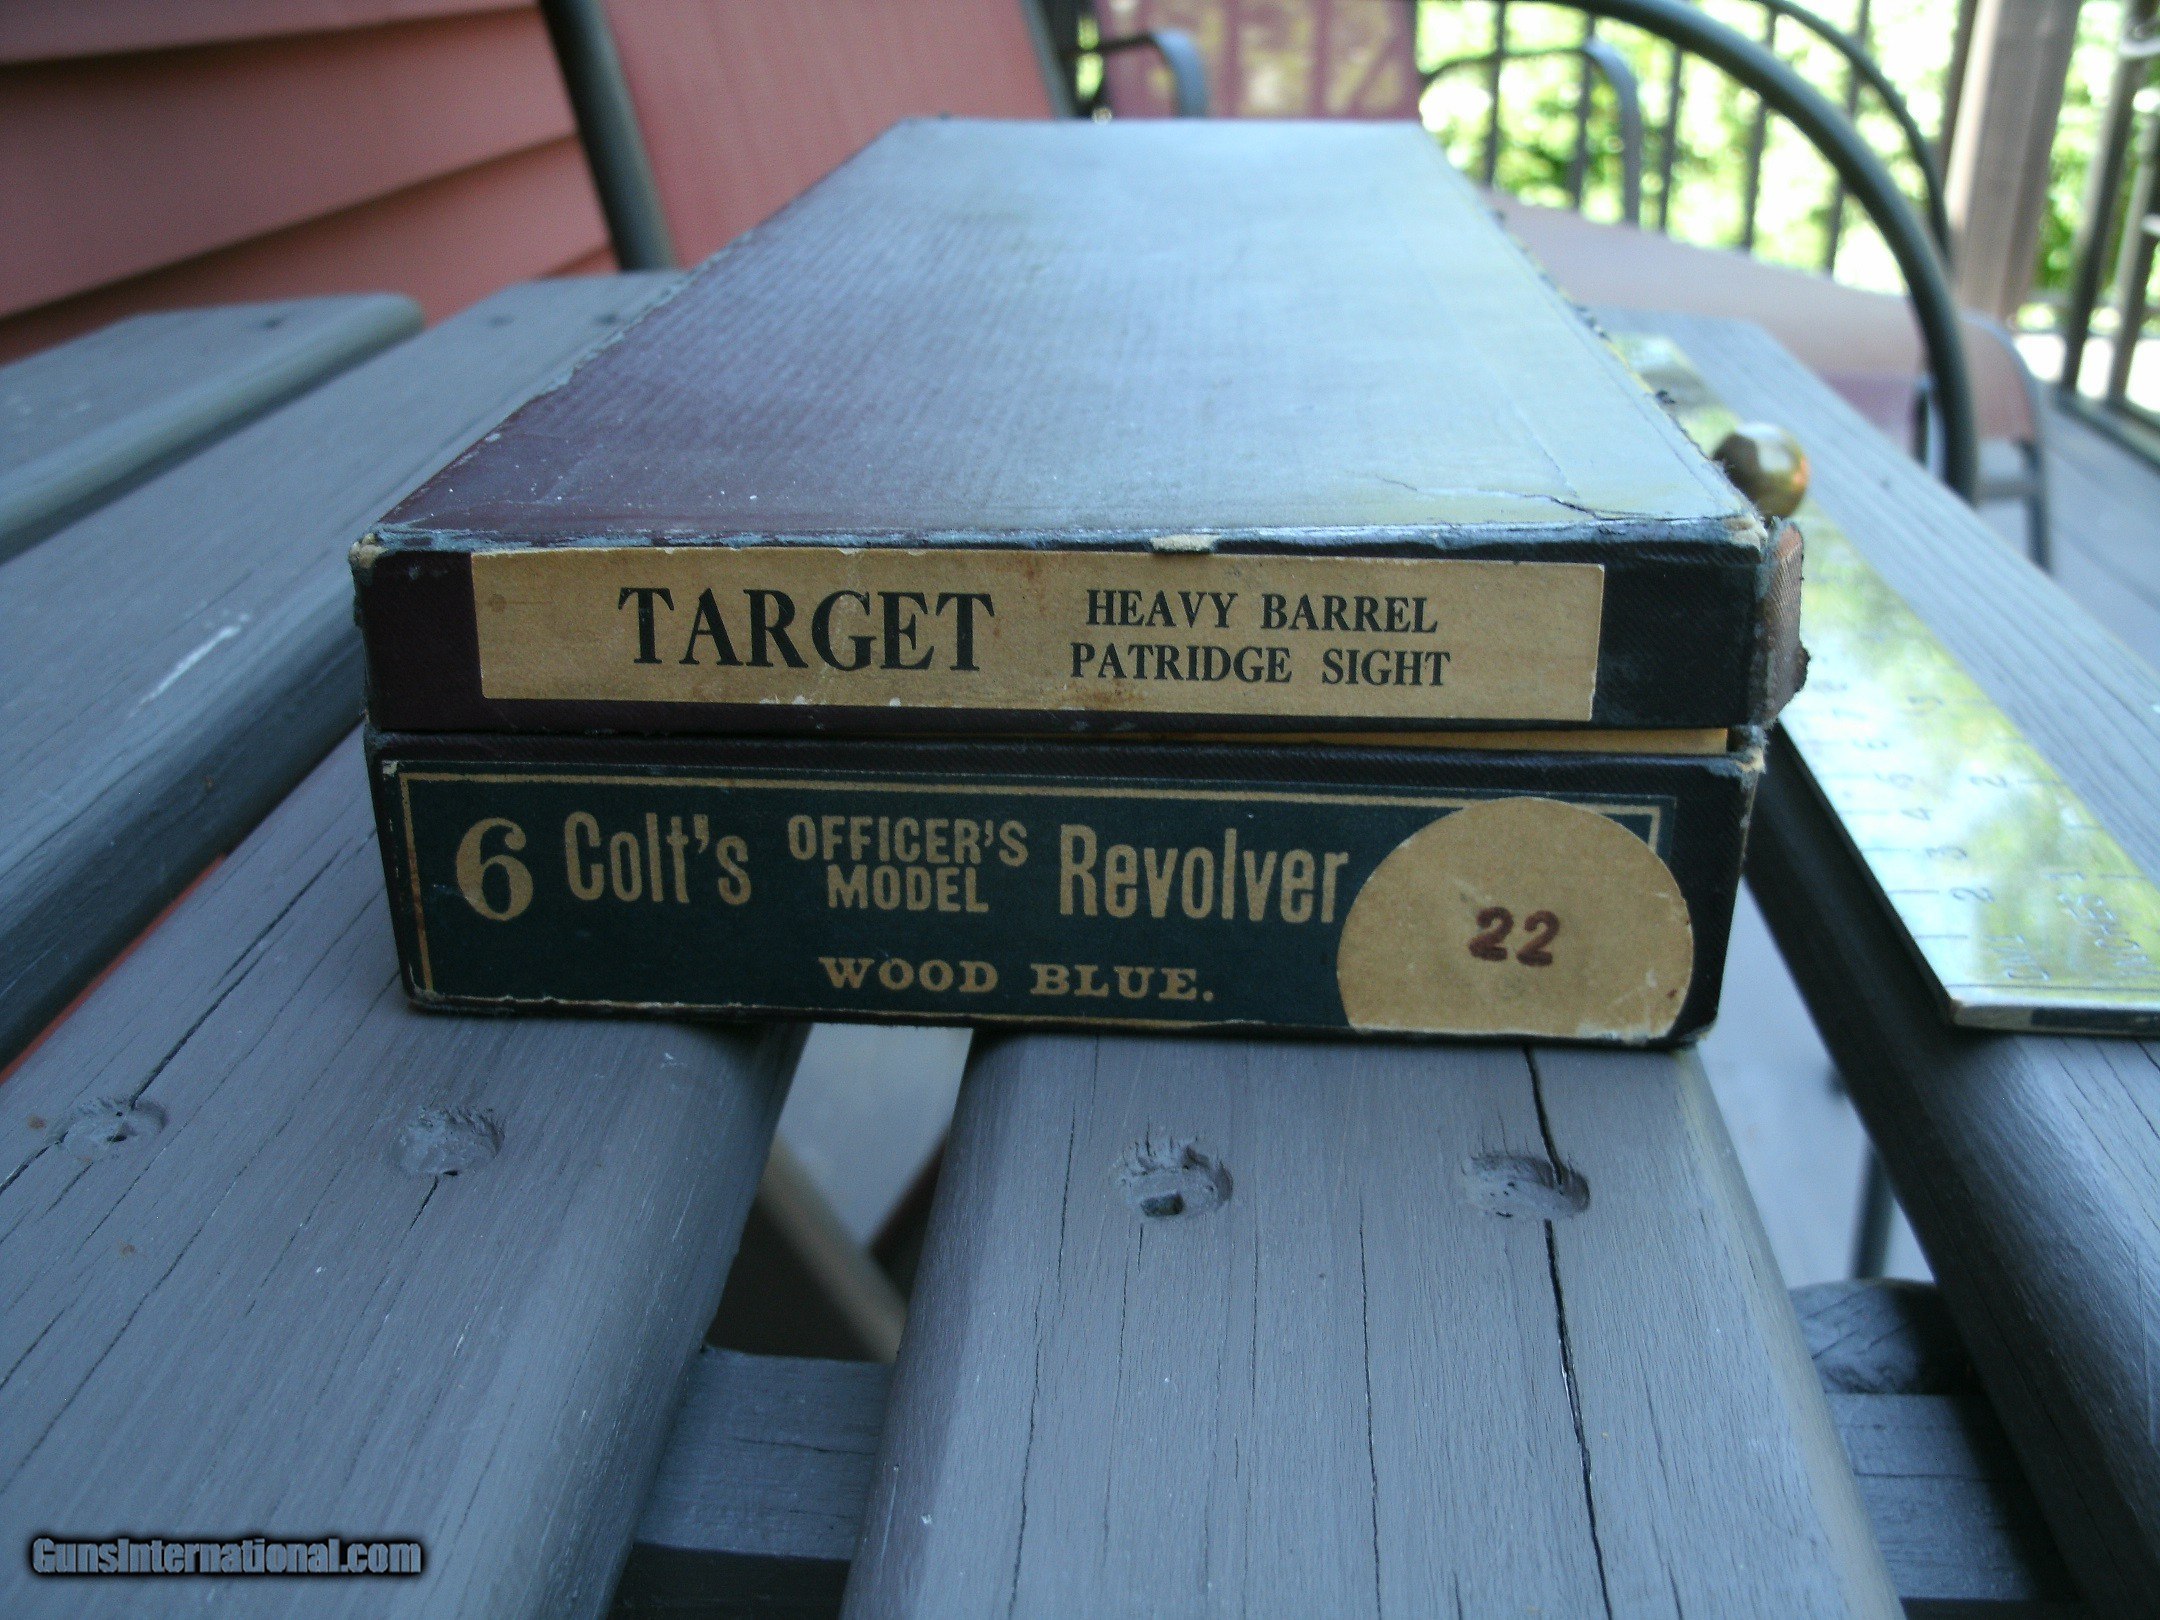 TARGET
HEAVY BARREL
PATRIDGE SIGHT
6 Colt's OFFICER'S MODEL Revolver
WOOD BLUE.
22
GunsInternational.com